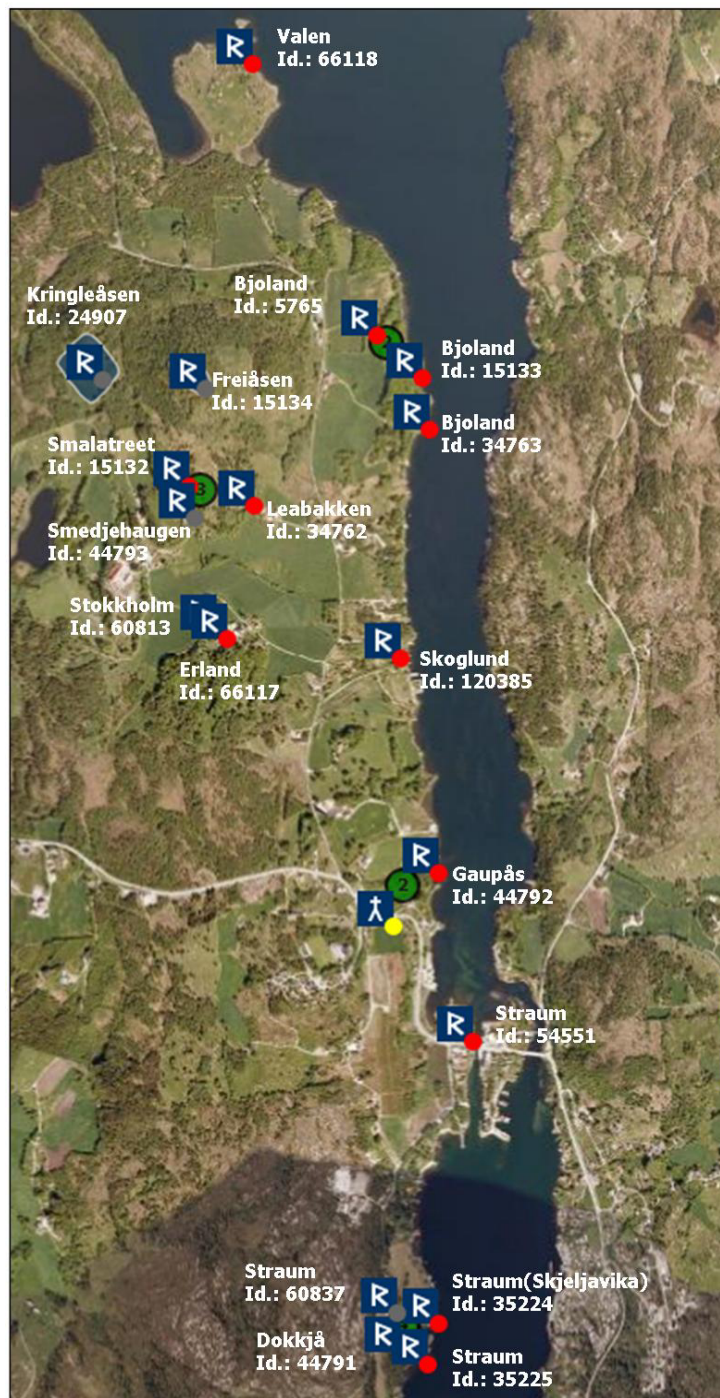 Valen
Id.: 66118
Bjoland
Id.: 5765
Kringleåsen
Id.: 24907
Bjoland
Id.: 15133
Freiåsen
Id.: 15134
Bjoland
Id.: 34763
Smalatreet
Id.: 15132
3
Leabakken
Id.: 34762
Smedjehaugen
Id.: 44793
Stokkholm
Id.: 60813
Erland
Id.: 66117
Skoglund
Id.: 120385
Gaupås
Id.: 44792
2
Straum
Id.: 54551
Straum
Id.: 60837
Straum(Skjeljavika)
Id.: 35224
Dokkjå
Id.: 44791
Straum
Id.: 35225